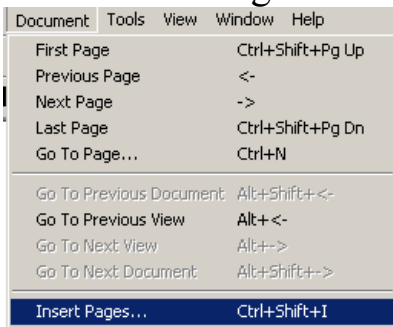 Document Tools View Window Help
First Page Ctrl+Shift+Pg Up
Previous Page <-
Next Page ->
Last Page Ctrl+Shift+Pg Dn
Go To Page... Ctrl+N
Go To Previous Document Alt+Shift+<-
Go To Previous View Alt+<-
Go To Next View Alt+->
Go To Next Document Alt+Shift+->
Insert Pages... Ctrl+Shift+I